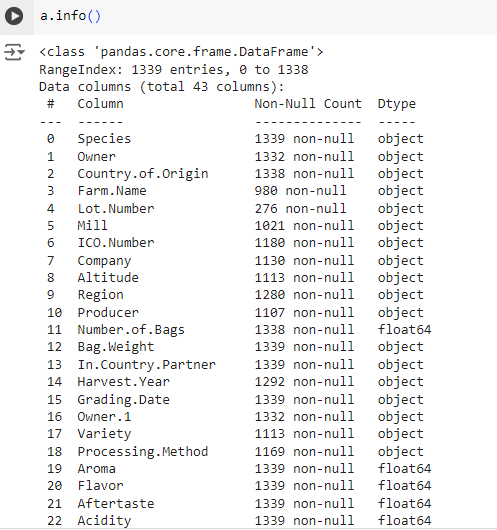 a.info()
<class 'pandas.core.frame.DataFrame'>
RangeIndex: 1339 entries, 0 to 1338
Data columns (total 43 columns):
# Column Non-Null Count Dtype
--- ------ -------------- -----
0 Species 1339 non-null object
1 Owner 1332 non-null object
2 Country.of.Origin 1338 non-null object
3 Farm.Name 980 non-null object
4 Lot.Number 276 non-null object
5 Mill 1021 non-null object
6 ICO.Number 1180 non-null object
7 Company 1130 non-null object
8 Altitude 1113 non-null object
9 Region 1280 non-null object
10 Producer 1107 non-null object
11 Number.of.Bags 1338 non-null float64
12 Bag.Weight 1339 non-null object
13 In.Country.Partner 1339 non-null object
14 Harvest.Year 1292 non-null object
15 Grading.Date 1339 non-null object
16 Owner.1 1332 non-null object
17 Variety 1113 non-null object
18 Processing.Method 1169 non-null object
19 Aroma 1339 non-null float64
20 Flavor 1339 non-null float64
21 Aftertaste 1339 non-null float64
22 Acidity 1339 non-null float64